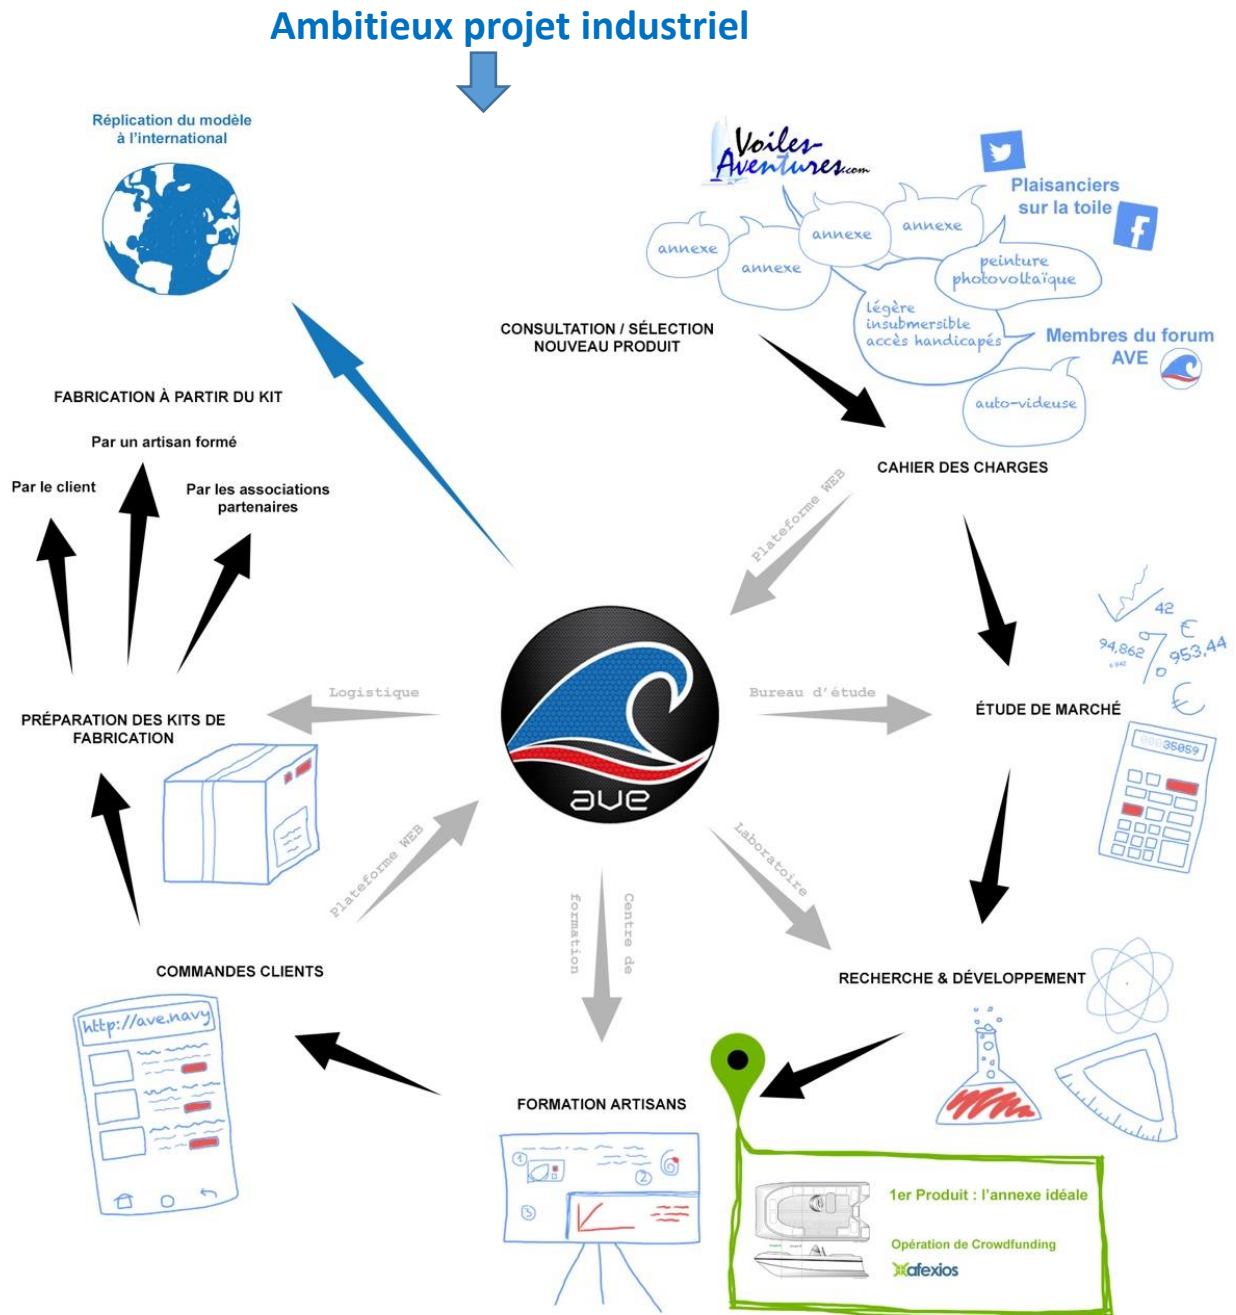 Ambitieux projet industriel
Réplication du modèle
à l'international
Voiles-
Aventures.com
Plaisanciers
sur la toile
annexe
annexe
annexe
annexe
peinture
photovoltaïque
légère
insubmersible
accès handicapés
CONSULTATION / SÉLECTION
NOUVEAU PRODUIT
Membres du forum
AVE
auto-videuse
FABRICATION À PARTIR DU KIT
Par un artisan formé
Par le client
Par les associations
partenaires
CAHIER DES CHARGES
Plateforme WEB
42
€
94,862
%
953,44
€
Logistique
Bureau d'étude
PRÉPARATION DES KITS DE
FABRICATION
ÉTUDE DE MARCHÉ
00035059
ave
Plateforme WEB
Laboratoire
Centre de
formation
COMMANDES CLIENTS
RECHERCHE & DÉVELOPPEMENT
http://ave.navy
FORMATION ARTISANS
1
2
3
1er Produit : l'annexe idéale
Opération de Crowdfunding
afexios